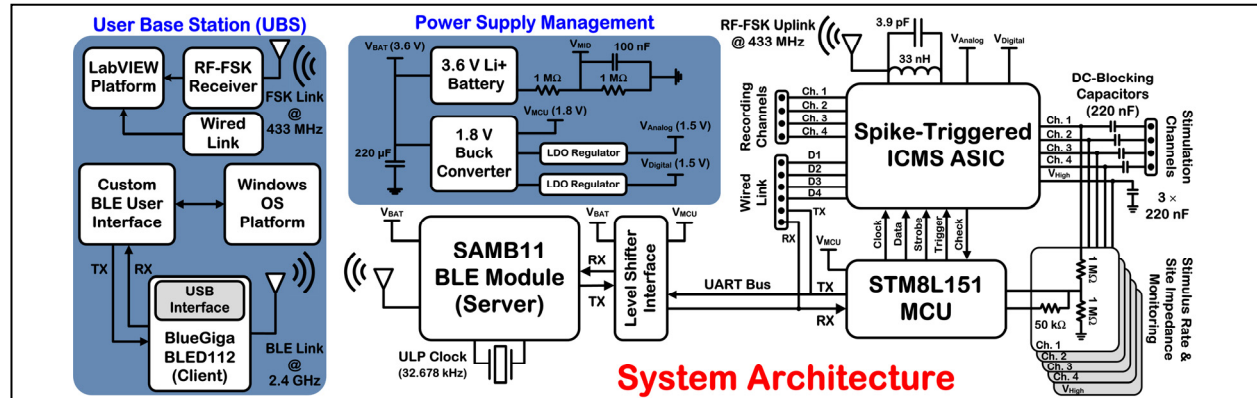 User Base Station (UBS)
LabVIEW
Platform
RF-FSK
Receiver
FSK Link
@
433 MHz
Wired
Link
Custom
BLE User
Interface
Windows
OS
Platform
TX
RX
USB
Interface
BlueGiga
BLED112
(Client)
BLE Link
@
2.4 GHz
Power Supply Management
VBAT (3.6 V)
3.6 V Li+
Battery
VMID
100 nF
1 MΩ
1 MΩ
VMCU (1.8 V)
1.8 V
Buck
Converter
220 µF
VAnalog (1.5 V)
LDO Regulator
VDigital (1.5 V)
LDO Regulator
VBAT
SAMB11
BLE Module
(Server)
ULP Clock
(32.678 kHz)
RX
TX
VBAT
VMCU
Level Shifter
Interface
UART Bus
TX
RX
RF-FSK Uplink
@ 433 MHz
3.9 pF
33 nH
VAnalog
VDigital
Recording
Channels
Ch. 1
Ch. 2
Ch. 3
Ch. 4
Wired
Link
D1
D2
D3
D4
TX
RX
Spike-Triggered
ICMS ASIC
DC-Blocking
Capacitors
(220 nF)
Ch. 1
Ch. 2
Ch. 3
Ch. 4
VHigh
Stimulation
Channels
3 ×
220 nF
Clock
Data
Strobe
Trigger
Check
VMCU
STM8L151
MCU
1 MΩ
1 MΩ
50 kΩ
Ch. 1
Ch. 2
Ch. 3
Ch. 4
VHigh
Stimulus Rate &
Site Impedance
Monitoring
System Architecture